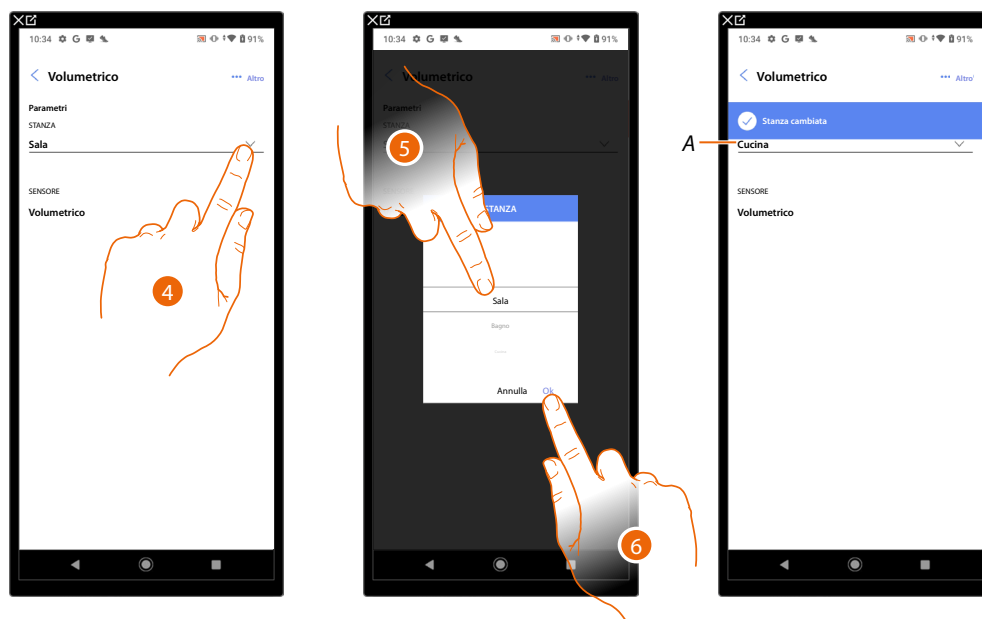 10:34 G 91%
Volumetrico
Altro
Parametri
STANZA
Sala
SENSORE
Volumetrico
4
10:34 G 91%
Volumetrico
Altro
Parametri
STANZA
5
STANZA
Sala
Bagno
Annulla Ok
6
10:34 G 91%
Volumetrico
Altro
Stanza cambiata
A
Cucina
SENSORE
Volumetrico